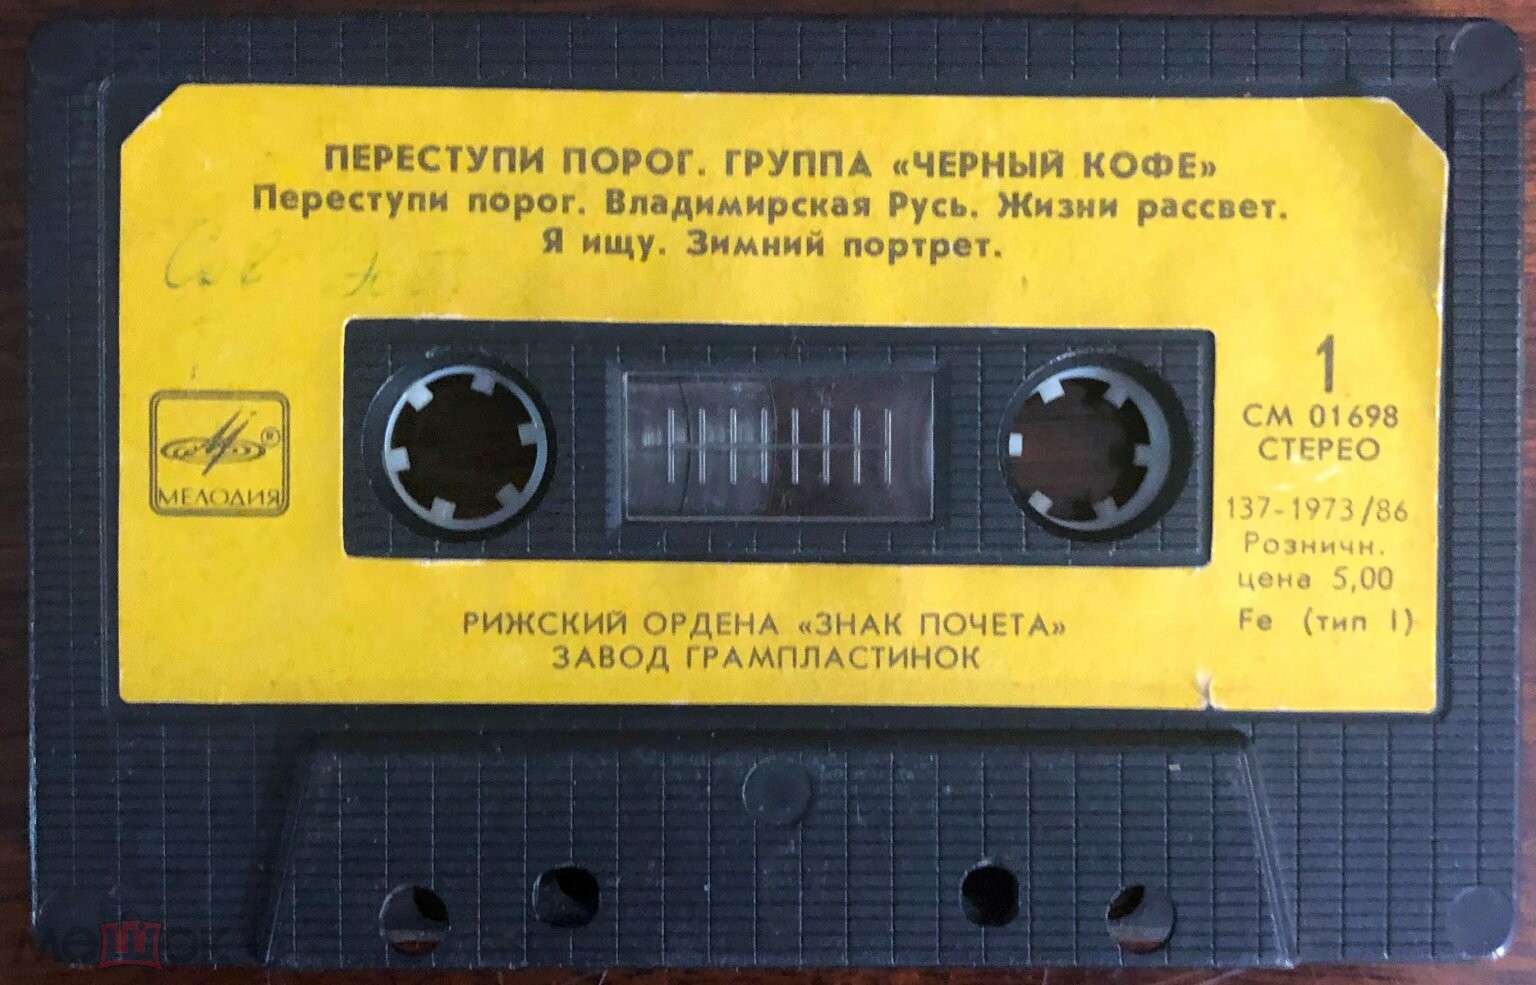 ПЕРЕСТУПИ ПОРОГ. ГРУППА «ЧЕРНЫЙ КОФЕ»
Переступи порог. Владимирская Русь. Жизни рассвет.
Я ищу. Зимний портрет.
1
СМ 01698
СТЕРЕО
®
МЕЛОДИЯ
137-1973/86
Розничн.
цена 5,00
Fe (тип I)
РИЖСКИЙ ОРДЕНА «ЗНАК ПОЧЕТА»
ЗАВОД ГРАМПЛАСТИНОК
мешок